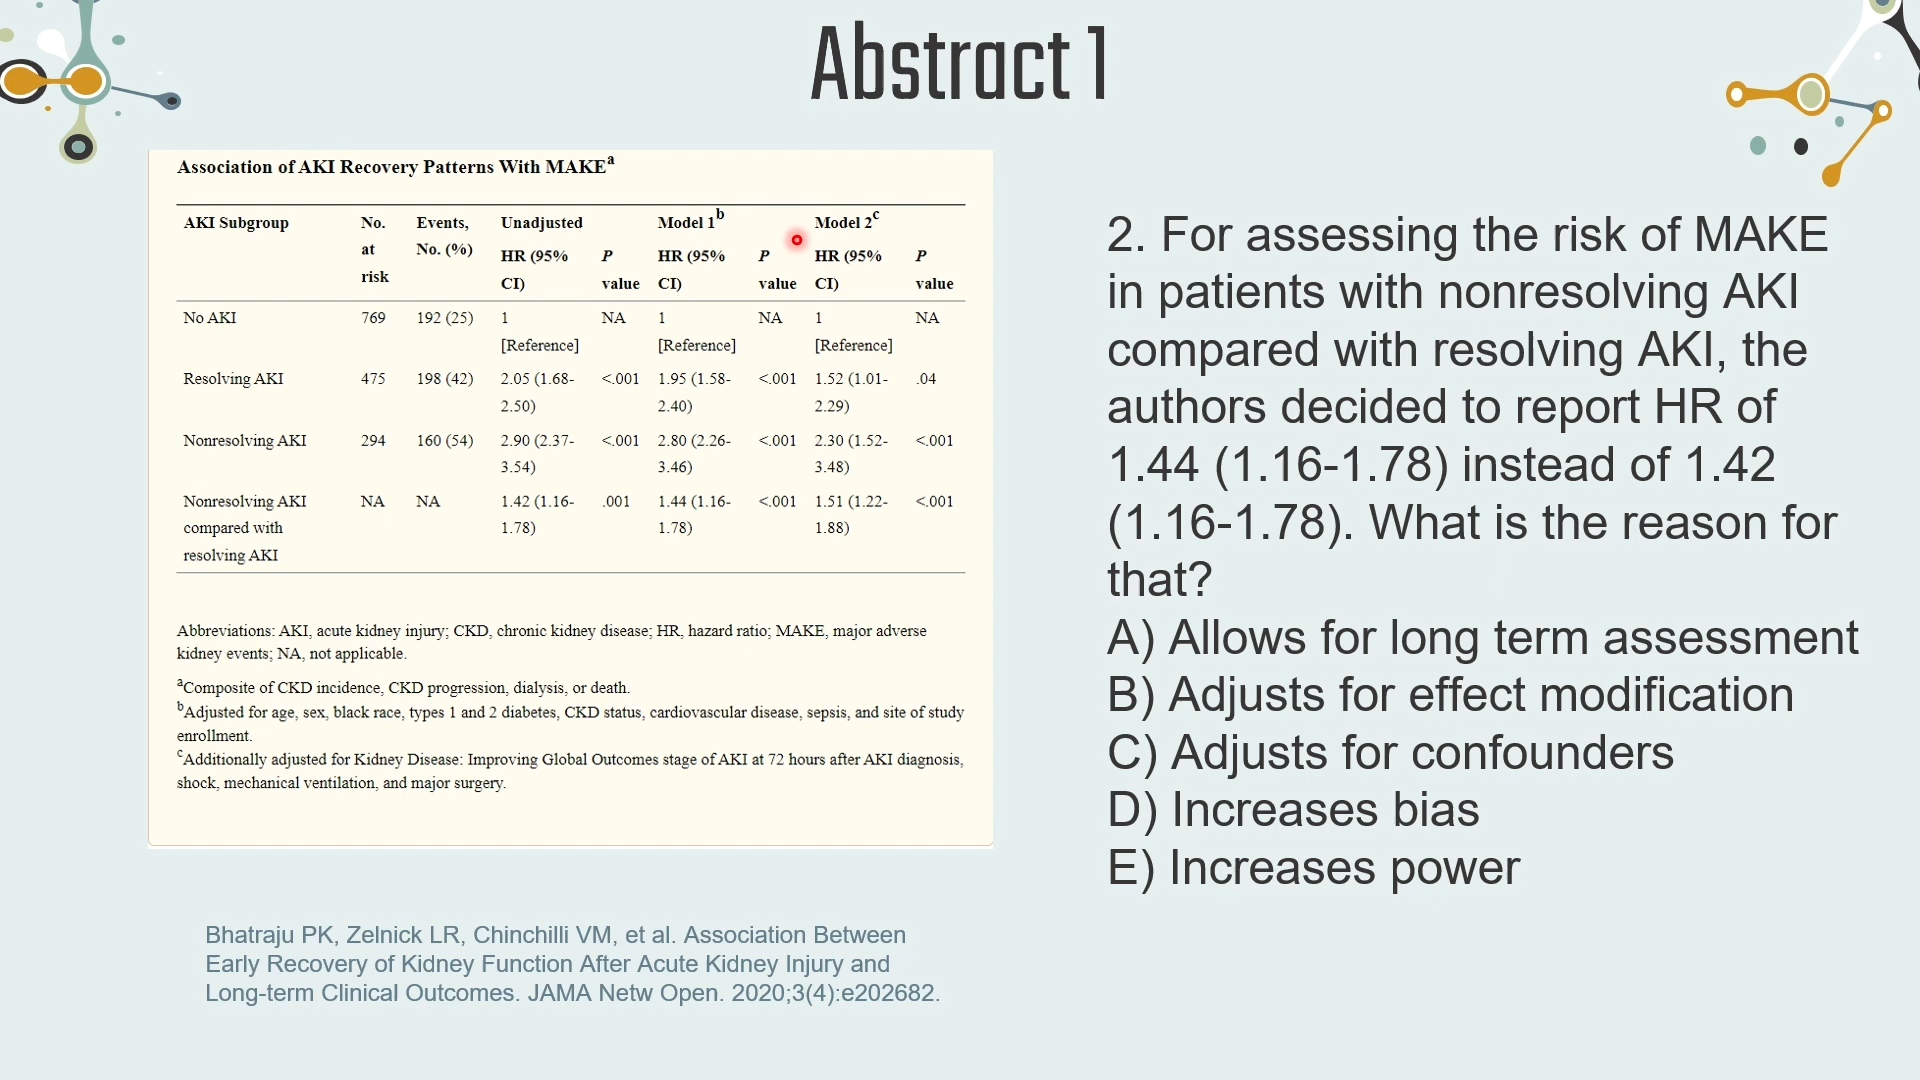 Abstract 1
Association of AKI Recovery Patterns With MAKEa
AKI Subgroup No. at risk Events, No. (%) Unadjusted HR (95% CI) P value Model 1b HR (95% CI) P value Model 2c HR (95% CI) P value
No AKI 769 192 (25) 1 [Reference] NA 1 [Reference] NA 1 [Reference] NA
Resolving AKI 475 198 (42) 2.05 (1.68-2.50) <.001 1.95 (1.58-2.40) <.001 1.52 (1.01-2.29) .04
Nonresolving AKI 294 160 (54) 2.90 (2.37-3.54) <.001 2.80 (2.26-3.46) <.001 2.30 (1.52-3.48) <.001
Nonresolving AKI compared with resolving AKI NA NA 1.42 (1.16-1.78) .001 1.44 (1.16-1.78) <.001 1.51 (1.22-1.88) <.001
Abbreviations: AKI, acute kidney injury; CKD, chronic kidney disease; HR, hazard ratio; MAKE, major adverse
kidney events; NA, not applicable.
aComposite of CKD incidence, CKD progression, dialysis, or death.
bAdjusted for age, sex, black race, types 1 and 2 diabetes, CKD status, cardiovascular disease, sepsis, and site of study
enrollment.
cAdditionally adjusted for Kidney Disease: Improving Global Outcomes stage of AKI at 72 hours after AKI diagnosis,
shock, mechanical ventilation, and major surgery.
Bhatraju PK, Zelnick LR, Chinchilli VM, et al. Association Between
Early Recovery of Kidney Function After Acute Kidney Injury and
Long-term Clinical Outcomes. JAMA Netw Open. 2020;3(4):e202682.
2. For assessing the risk of MAKE
in patients with nonresolving AKI
compared with resolving AKI, the
authors decided to report HR of
1.44 (1.16-1.78) instead of 1.42
(1.16-1.78). What is the reason for
that?
A) Allows for long term assessment
B) Adjusts for effect modification
C) Adjusts for confounders
D) Increases bias
E) Increases power